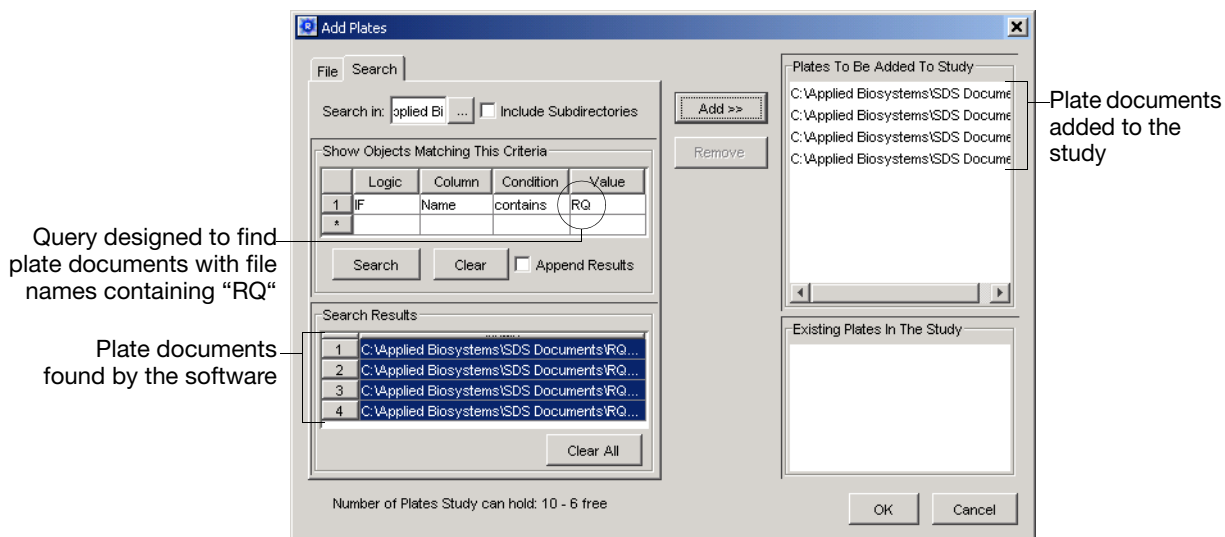 Add Plates
File Search
Search in: oplied Bi ... Include Subdirectories
Show Objects Matching This Criteria
Logic Column Condition Value
1 IF Name contains RQ
*
Search Clear Append Results
Search Results
1 C:\Applied Biosystems\SDS Documents\RQ...
2 C:\Applied Biosystems\SDS Documents\RQ...
3 C:\Applied Biosystems\SDS Documents\RQ...
4 C:\Applied Biosystems\SDS Documents\RQ...
Clear All
Number of Plates Study can hold: 10 - 6 free
Add >>
Remove
Plates To Be Added To Study
C:\Applied Biosystems\SDS Docume
C:\Applied Biosystems\SDS Docume
C:\Applied Biosystems\SDS Docume
C:\Applied Biosystems\SDS Docume
Existing Plates In The Study
OK Cancel
Query designed to find
plate documents with file
names containing “RQ“
Plate documents
found by the software
Plate documents
added to the
study